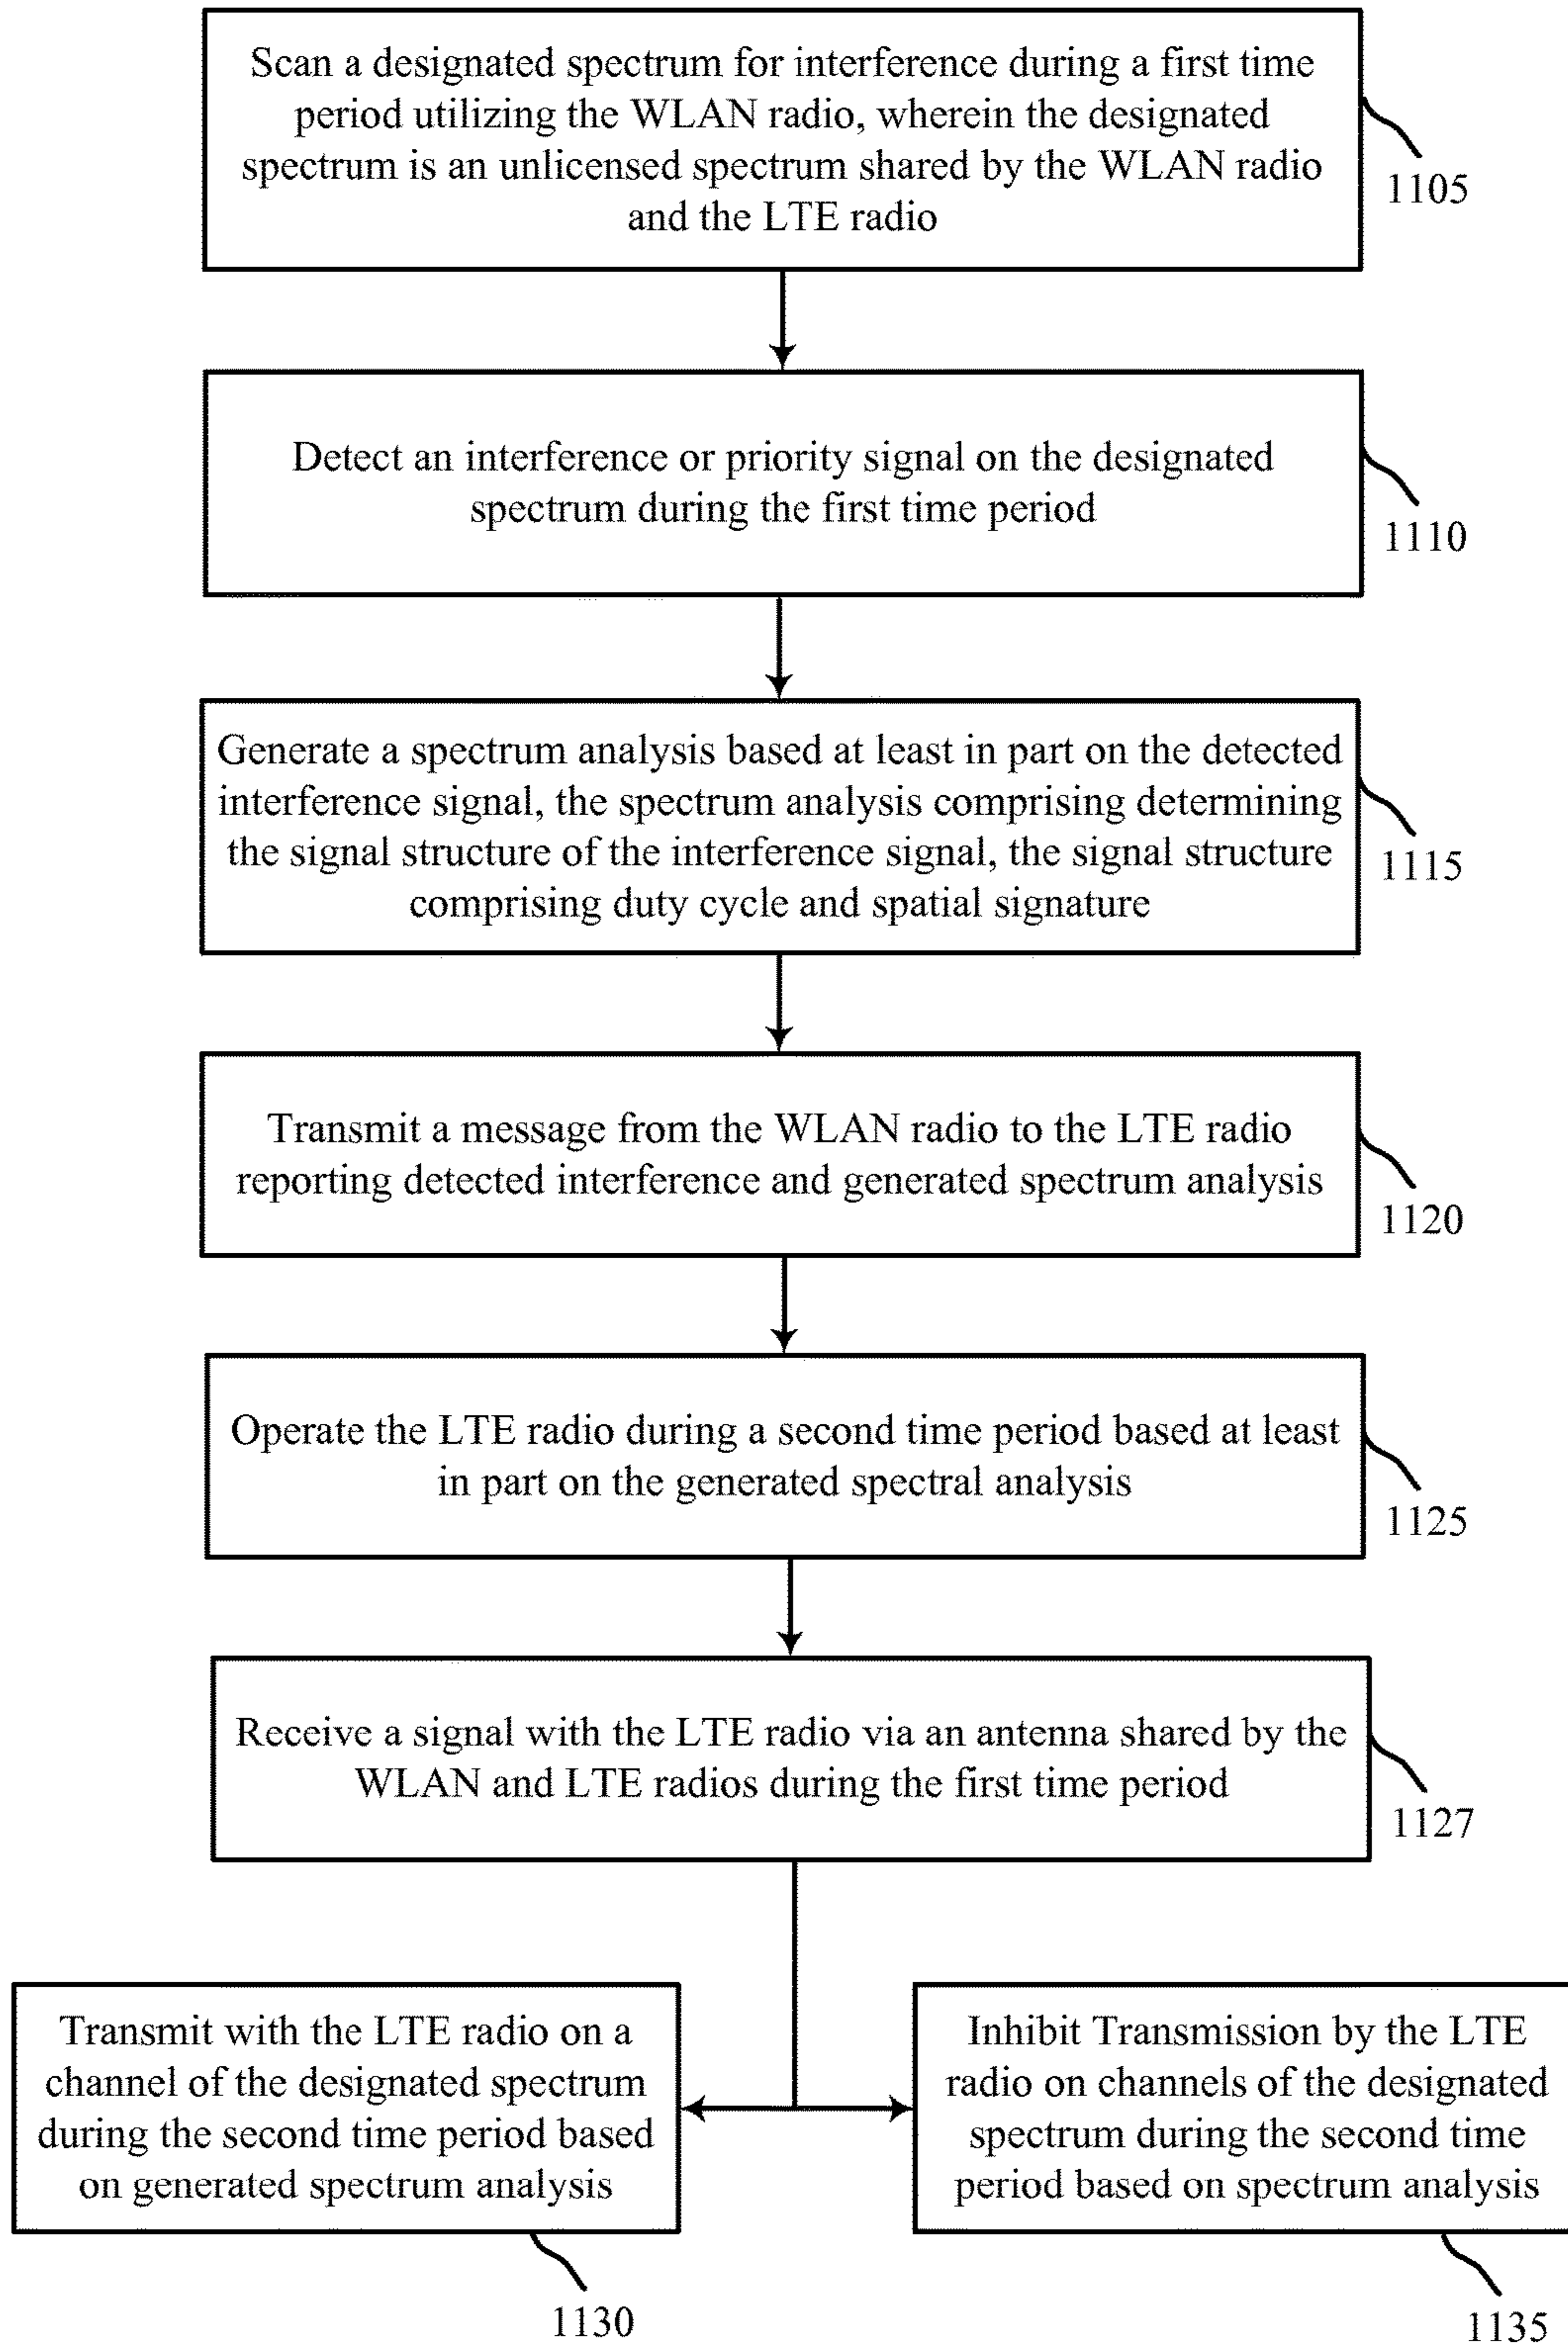 Scan a designated spectrum for interference during a first time
period utilizing the WLAN radio, wherein the designated
spectrum is an unlicensed spectrum shared by the WLAN radio
and the LTE radio
1105
Detect an interference or priority signal on the designated
spectrum during the first time period
1110
Generate a spectrum analysis based at least in part on the detected
interference signal, the spectrum analysis comprising determining
the signal structure of the interference signal, the signal structure
comprising duty cycle and spatial signature
1115
Transmit a message from the WLAN radio to the LTE radio
reporting detected interference and generated spectrum analysis
1120
Operate the LTE radio during a second time period based at least
in part on the generated spectral analysis
1125
Receive a signal with the LTE radio via an antenna shared by the
WLAN and LTE radios during the first time period
1127
Transmit with the LTE radio on a
channel of the designated spectrum
during the second time period based
on generated spectrum analysis
1130
Inhibit Transmission by the LTE
radio on channels of the designated
spectrum during the second time
period based on spectrum analysis
1135